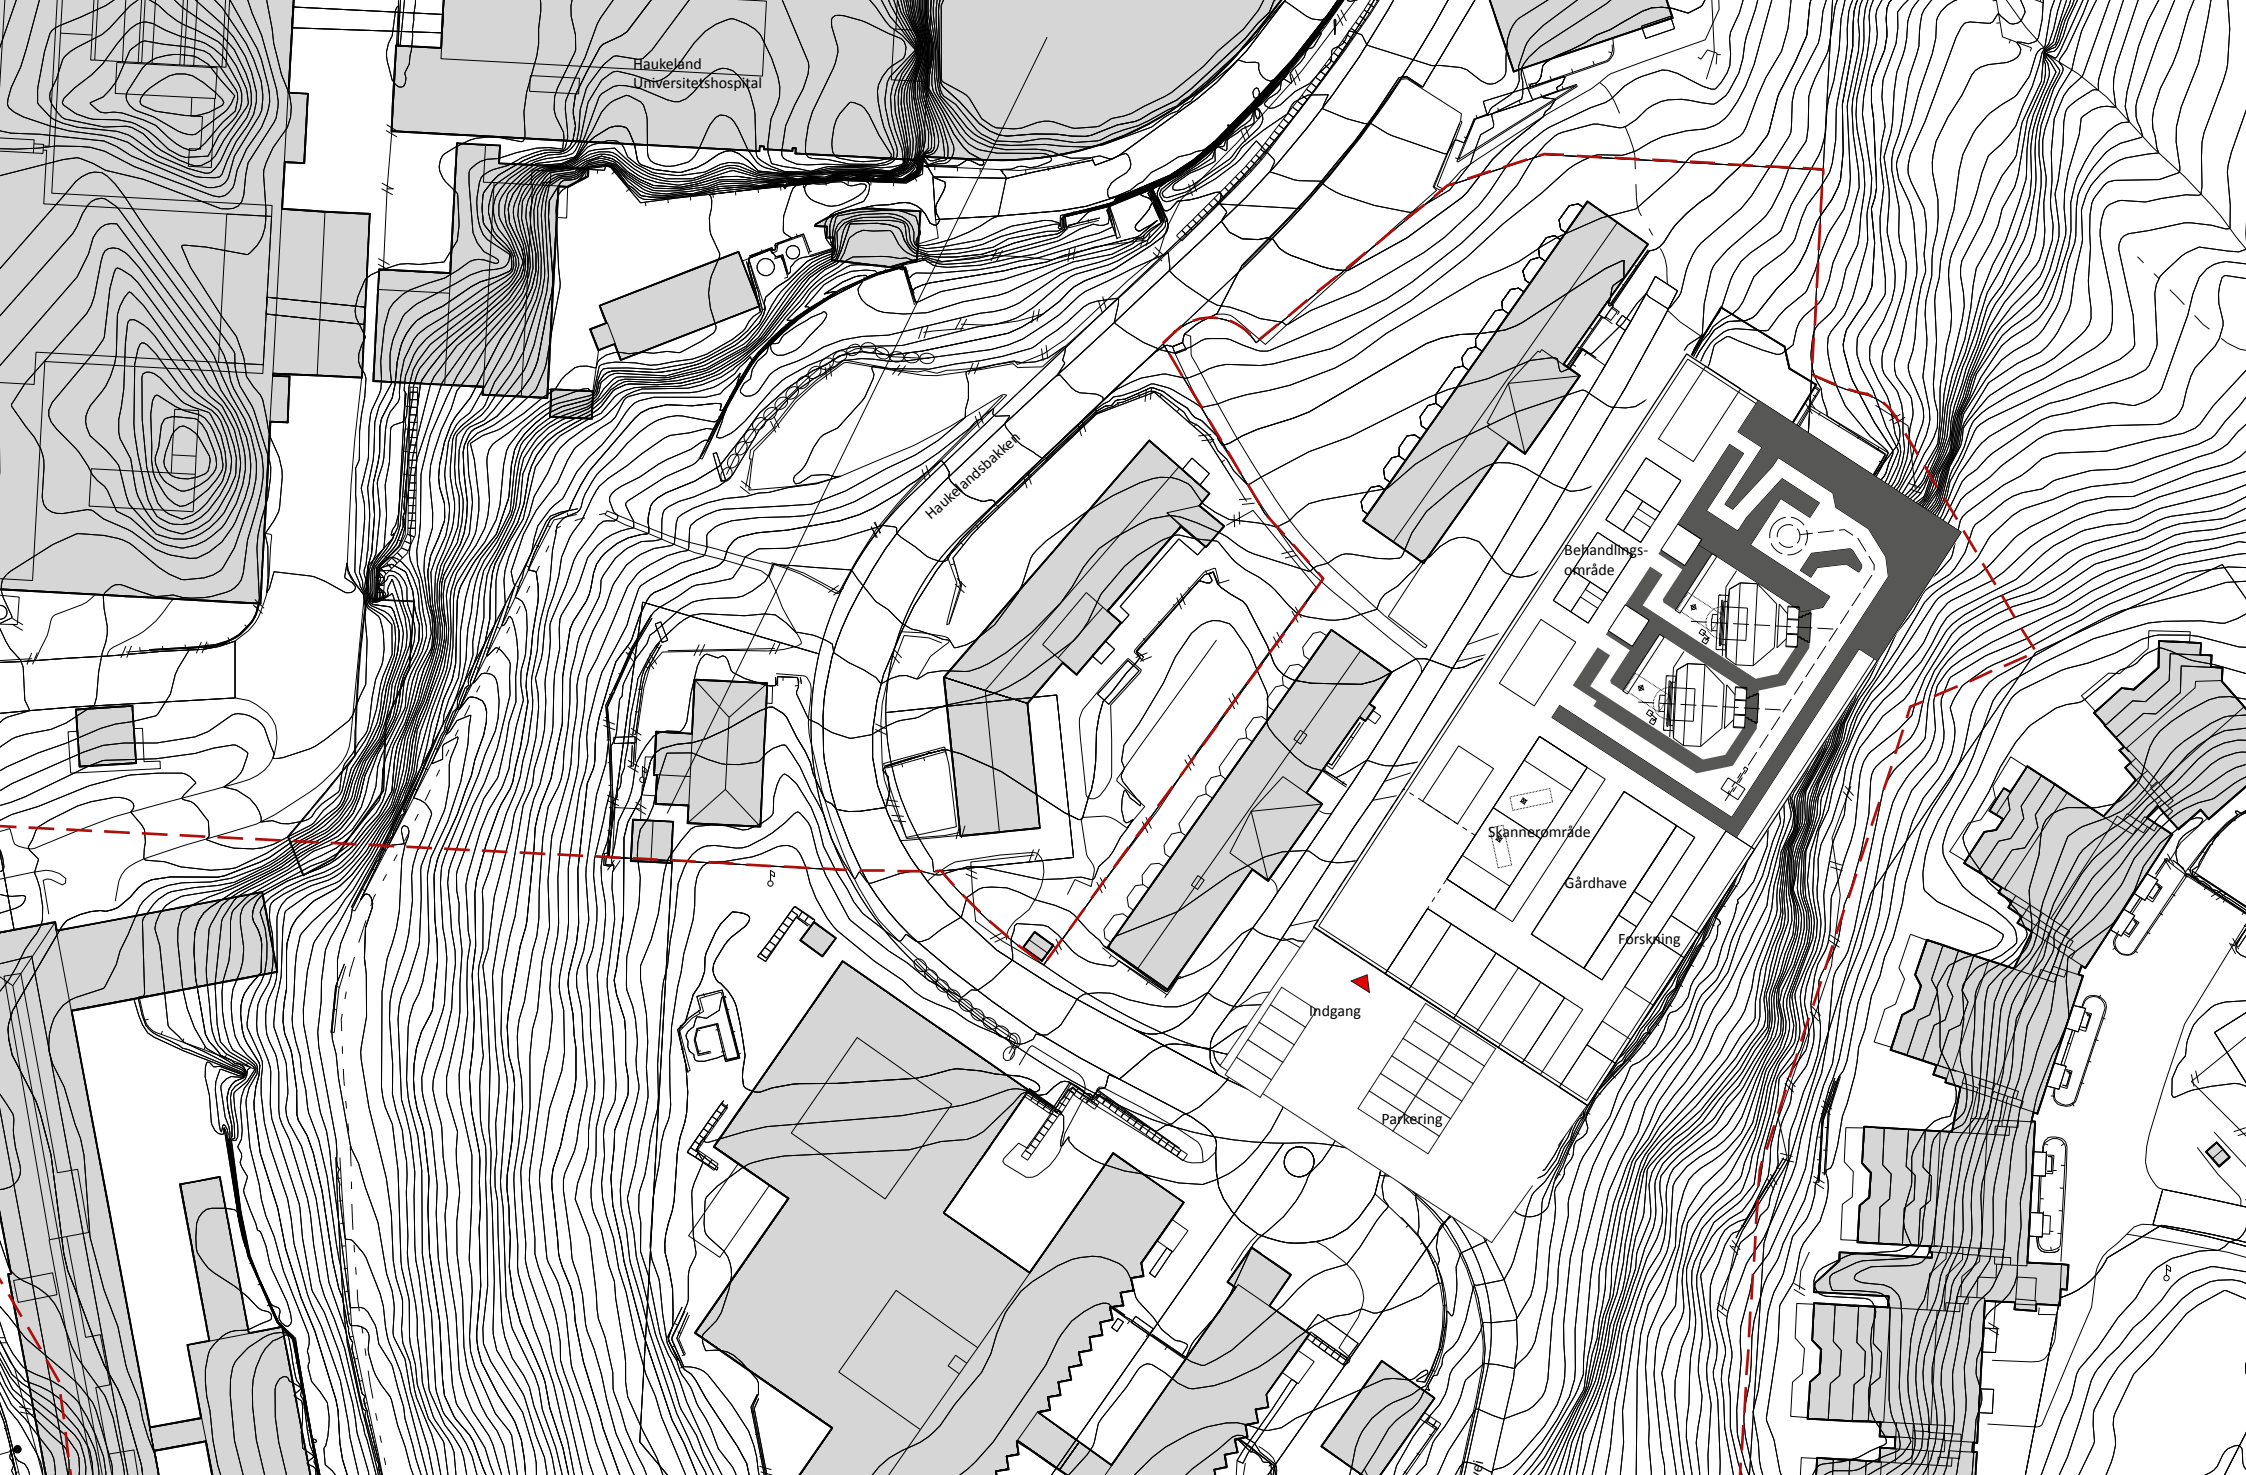 Haukeland
Universitetshospital
Haukelandsbakken
Behandlings-
område
Skannerområde
Gårdhave
Forskning
Indgang
Parkering